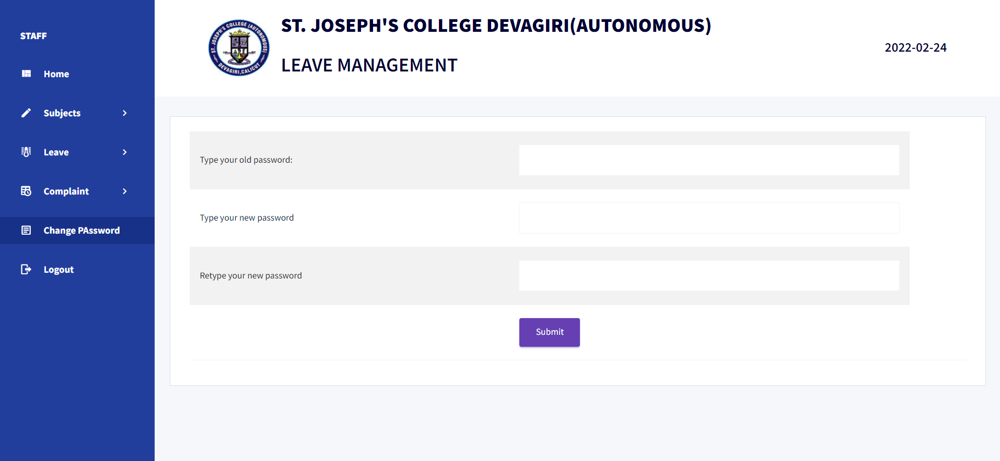 STAFF
Home
Subjects
Leave
Complaint
Change PAssword
Logout
ST. JOSEPH'S COLLEGE (AUTONOMOUS)
DEVAGIRI, CALICUT
ST. JOSEPH'S COLLEGE DEVAGIRI(AUTONOMOUS)
LEAVE MANAGEMENT
2022-02-24
Type your old password:
Type your new password
Retype your new password
Submit